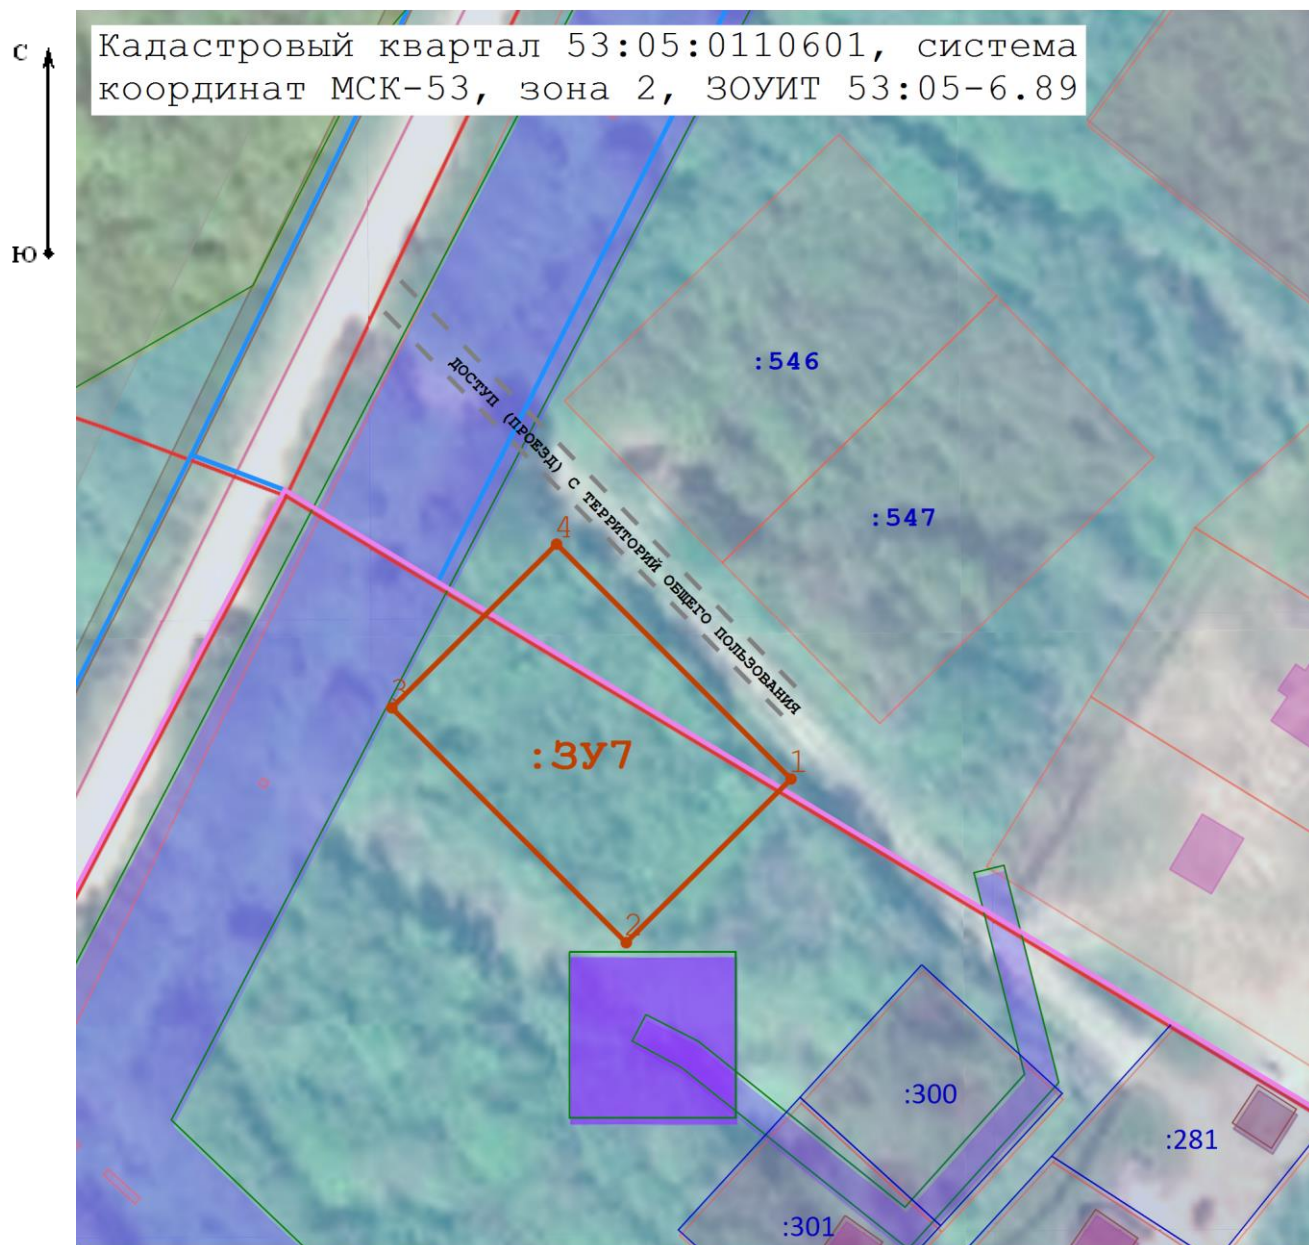 С
Кадастровый квартал 53:05:0110601, система
координат МСК-53, зона 2, ЗОУИТ 53:05-6.89
Ю
:546
ДОСТУП (ПРОЕЗД) С ТЕРРИТОРИЙ ОБЩЕГО ПОЛЬЗОВАНИЯ
:547
4
3
:ЗУ7
1
2
:300
:281
:301